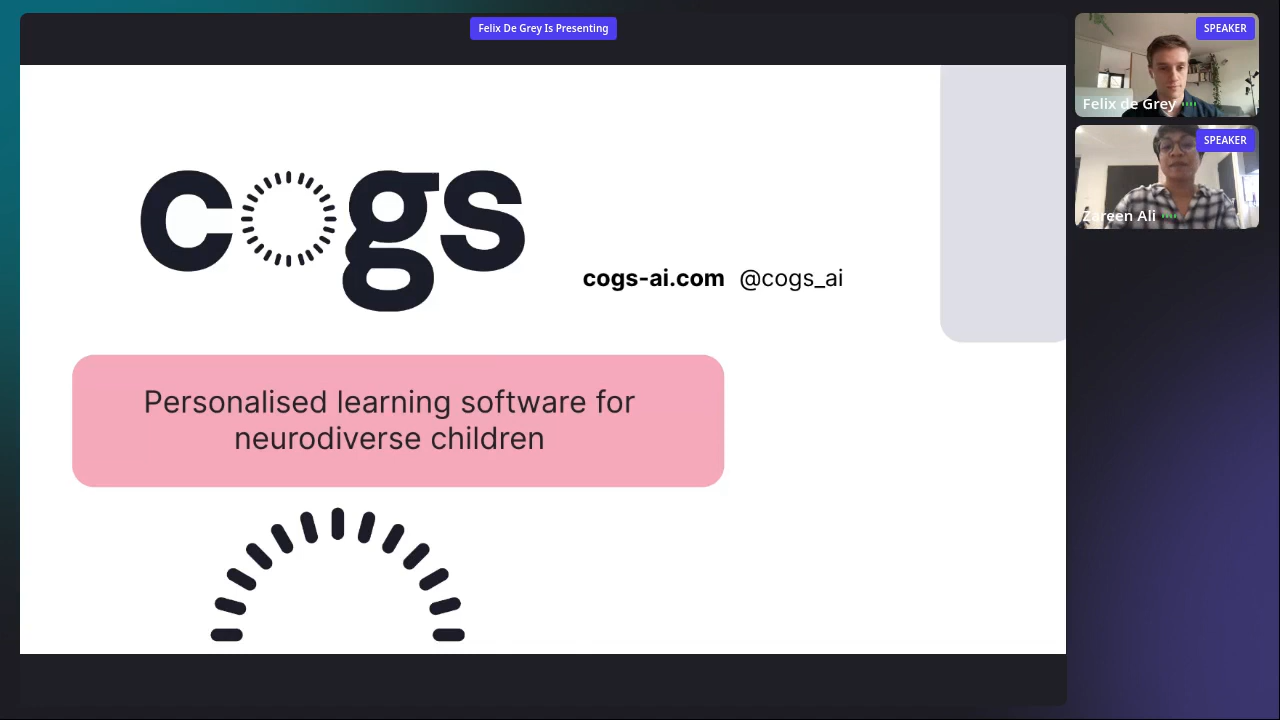 Felix De Grey Is Presenting
SPEAKER
Felix de Grey
SPEAKER
Zareen Ali
cogs
cogs-ai.com @cogs_ai
Personalised learning software for
neurodiverse children